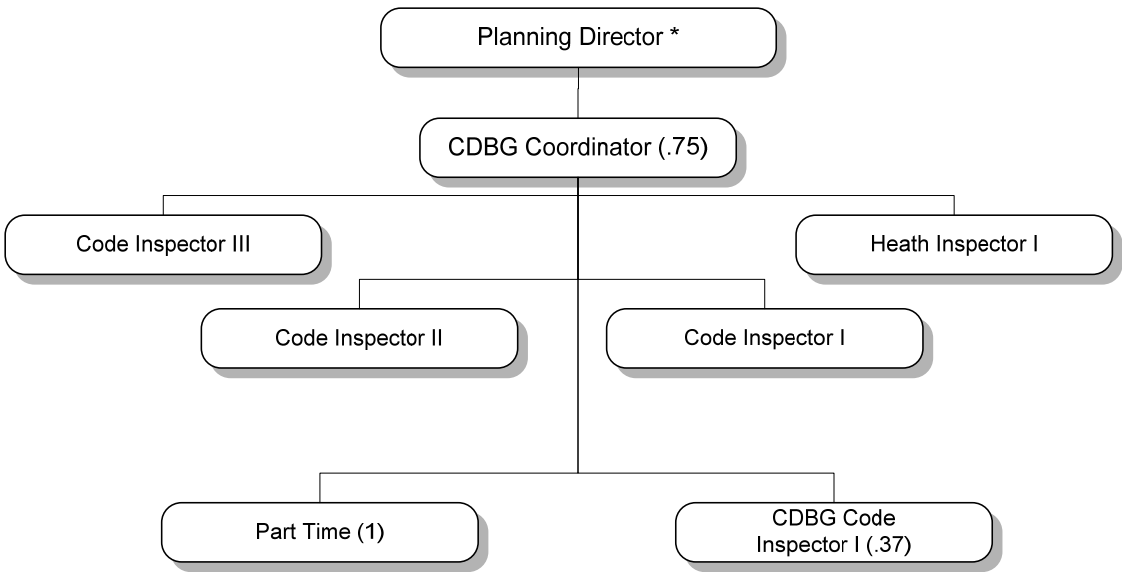 Planning Director *
CDBG Coordinator (.75)
Code Inspector III
Heath Inspector I
Code Inspector II
Code Inspector I
Part Time (1)
CDBG Code
Inspector I (.37)